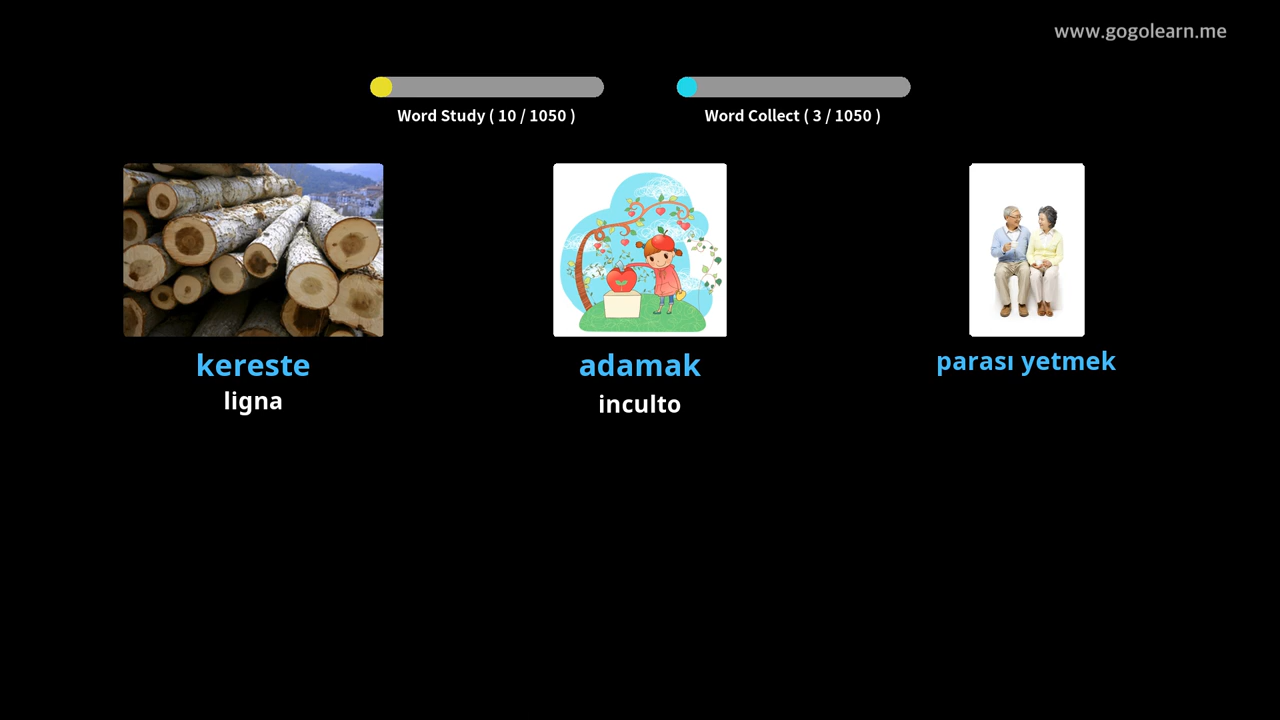 www.gogolearn.me
Word Study ( 10 / 1050 )
Word Collect ( 3 / 1050 )
kereste
ligna
adamak
inculto
parası yetmek